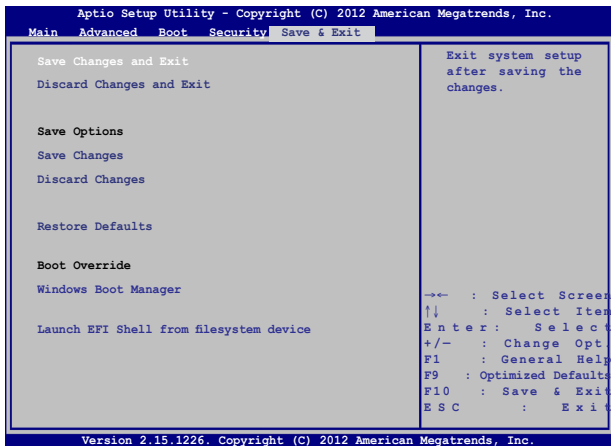 Aptio Setup Utility - Copyright (C) 2012 American Megatrends, Inc.
Main Advanced Boot Security Save & Exit
Save Changes and Exit
Discard Changes and Exit
Save Options
Save Changes
Discard Changes
Restore Defaults
Boot Override
Windows Boot Manager
Launch EFI Shell from filesystem device
Exit system setup
after saving the
changes.
→← : Select Screen
↑↓ : Select Item
Enter: Select
+/— : Change Opt.
F1 : General Help
F9 : Optimized Defaults
F10 : Save & Exit
ESC : Exit
Version 2.15.1226. Copyright (C) 2012 American Megatrends, Inc.